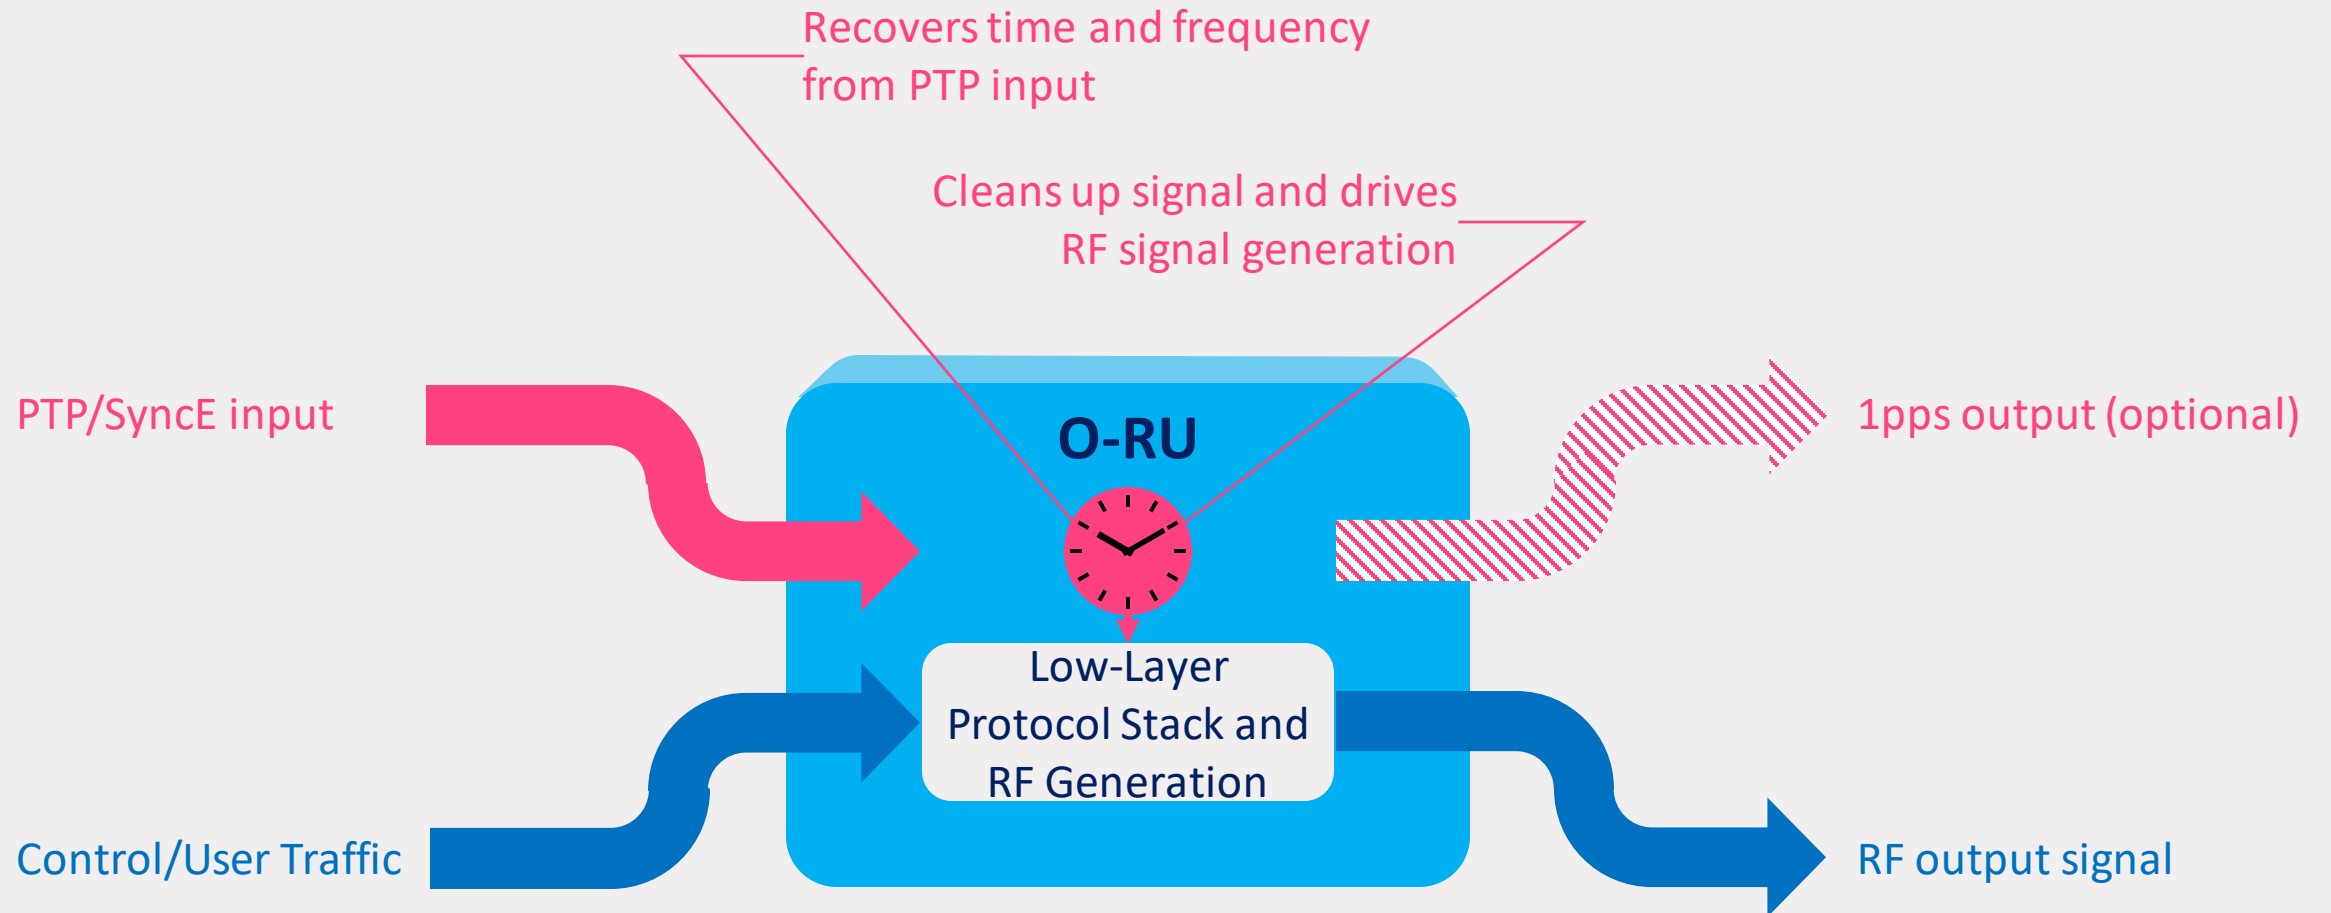 Recovers time and frequency
from PTP input
Cleans up signal and drives
RF signal generation
PTP/SyncE input
O-RU
1pps output (optional)
Low-Layer
Protocol Stack and
RF Generation
Control/User Traffic
RF output signal